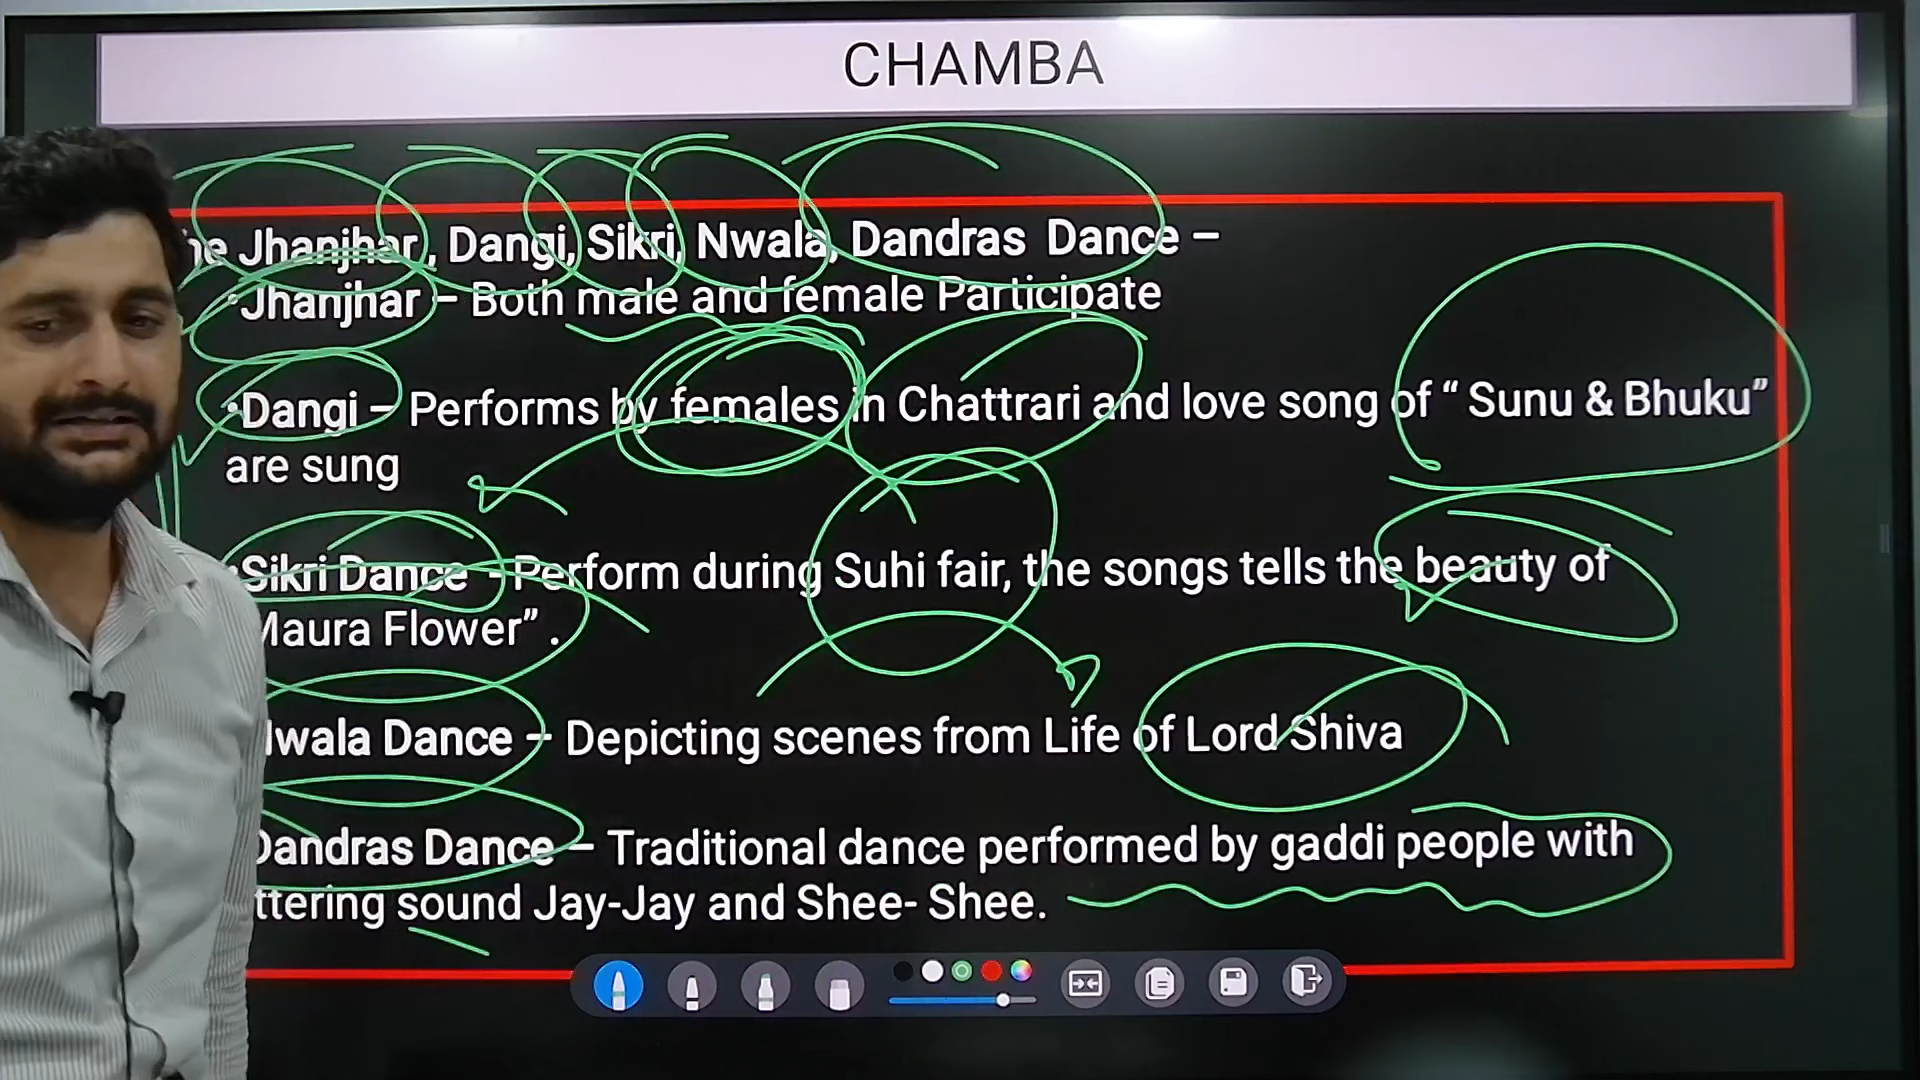 CHAMBA
Jhanjhar, Dangi, Sikri, Nwala, Dandras Dance –
•Jhanjhar – Both male and female Participate
•Dangi – Performs by females in Chattrari and love song of “ Sunu & Bhuku”
are sung
•Sikri Dance - Perform during Suhi fair, the songs tells the beauty of
Maura Flower” .
Nwala Dance – Depicting scenes from Life of Lord Shiva
Dandras Dance – Traditional dance performed by gaddi people with
sound Jay-Jay and Shee- Shee.